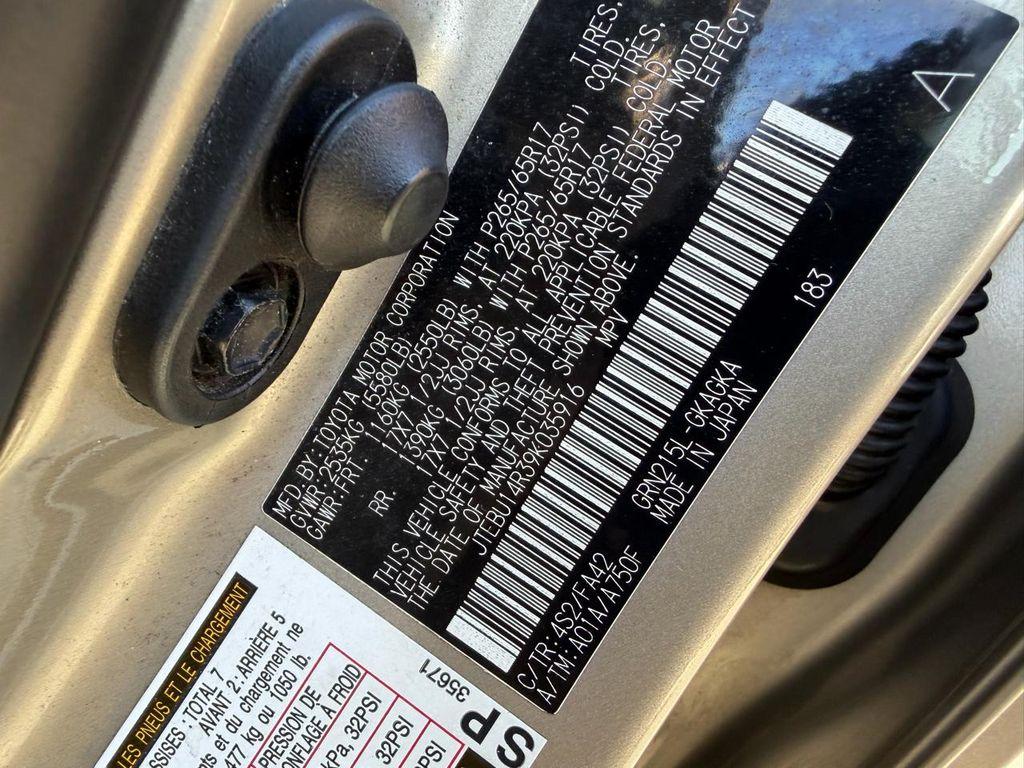 MFD BY: TOYOTA MOTOR CORPORATION
GVWR: 2535KG (5580LB)
GAWR: FRT. 1160KG (2550LB) WITH P265/65R17 TIRES,
17X7 1/2JJ RIMS, AT 220KPA (32PSI) COLD.
RR. 1390KG (3060LB) WITH P265/65R17 TIRES,
17X7 1/2JJ RIMS, AT 220KPA (32PSI) COLD.
THIS VEHICLE CONFORMS TO ALL APPLICABLE FEDERAL MOTOR
VEHICLE SAFETY AND THEFT PREVENTION STANDARDS IN EFFECT ON
THE DATE OF MANUFACTURE SHOWN ABOVE.
JTEBU14R39K035976 MPV
A
183
C/TR: 4S2/FA42 GRN215L-GKAGKA
A/TM: A01A/A750F MADE IN JAPAN
LES PNEUS ET LE CHARGEMENT
ASSISES : TOTAL 7
AVANT 2 : ARRIÈRE 5
ts et du chargement ne
477 kg ou 1050 lb.
PRESSION DE
GONFLAGE À FROID
kPa, 32PSI
32PSI
PSI
35671
SP